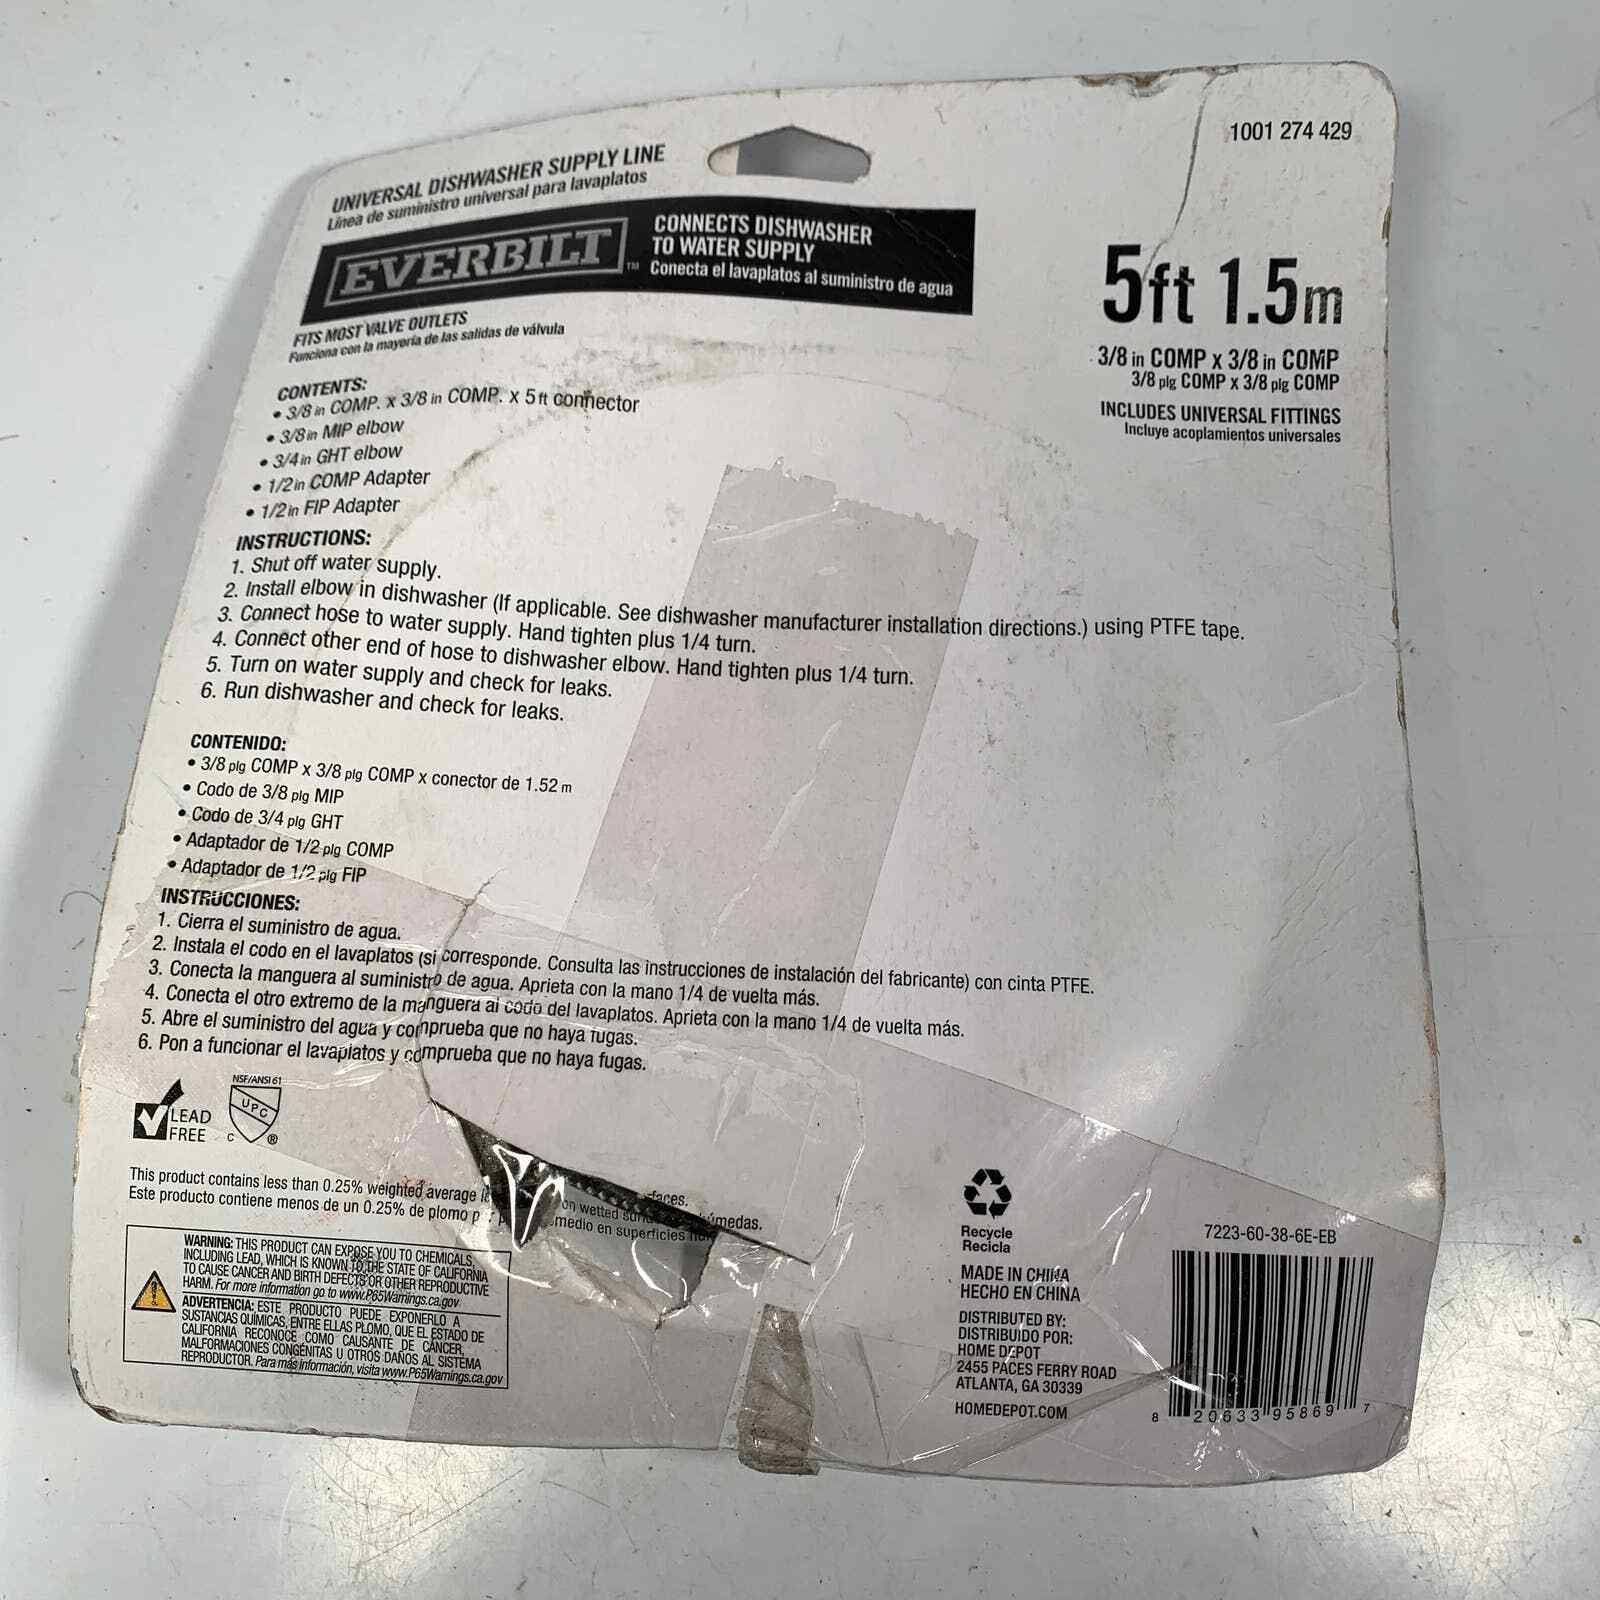 1001 274 429
UNIVERSAL DISHWASHER SUPPLY LINE
Línea de suministro universal para lavaplatos
EVERBILT™
CONNECTS DISHWASHER
TO WATER SUPPLY
Conecta el lavaplatos al suministro de agua
FITS MOST VALVE OUTLETS
Funciona con la mayoría de las salidas de válvula
5ft 1.5m
3/8 in COMP x 3/8 in COMP
3/8 plg COMP x 3/8 plg COMP
INCLUDES UNIVERSAL FITTINGS
Incluye acoplamientos universales
CONTENTS:
• 3/8 in COMP. x 3/8 in COMP. x 5 ft connector
• 3/8 in MIP elbow
• 3/4 in GHT elbow
• 1/2 in COMP Adapter
• 1/2 in FIP Adapter
INSTRUCTIONS:
1. Shut off water supply.
2. Install elbow in dishwasher (If applicable. See dishwasher manufacturer installation directions.) using PTFE tape.
3. Connect hose to water supply. Hand tighten plus 1/4 turn.
4. Connect other end of hose to dishwasher elbow. Hand tighten plus 1/4 turn.
5. Turn on water supply and check for leaks.
6. Run dishwasher and check for leaks.
CONTENIDO:
• 3/8 plg COMP x 3/8 plg COMP x conector de 1.52 m
• Codo de 3/8 plg MIP
• Codo de 3/4 plg GHT
• Adaptador de 1/2 plg COMP
• Adaptador de 1/2 plg FIP
INSTRUCCIONES:
1. Cierra el suministro de agua.
2. Instala el codo en el lavaplatos (si corresponde. Consulta las instrucciones de instalación del fabricante) con cinta PTFE.
3. Conecta la manguera al suministro de agua. Aprieta con la mano 1/4 de vuelta más.
4. Conecta el otro extremo de la manguera al codo del lavaplatos. Aprieta con la mano 1/4 de vuelta más.
5. Abre el suministro del agua y comprueba que no haya fugas.
6. Pon a funcionar el lavaplatos y comprueba que no haya fugas.
LEAD
FREE
NSF/ANSI 61
UPC
C ®
This product contains less than 0.25% weighted average on wetted
Este producto contiene menos de un 0.25% de plomo en superficies
WARNING: THIS PRODUCT CAN EXPOSE YOU TO CHEMICALS,
INCLUDING LEAD, WHICH IS KNOWN TO THE STATE OF CALIFORNIA
TO CAUSE CANCER AND BIRTH DEFECTS OR OTHER REPRODUCTIVE
HARM. For more information go to www.P65Warnings.ca.gov
ADVERTENCIA: ESTE PRODUCTO PUEDE EXPONERLO A
SUSTANCIAS QUÍMICAS, ENTRE ELLAS PLOMO, QUE EL ESTADO DE
CALIFORNIA RECONOCE COMO CAUSANTE DE CÁNCER,
MALFORMACIONES CONGÉNITAS U OTROS DAÑOS AL SISTEMA
REPRODUCTOR. Para más información, visita www.P65Warnings.ca.gov
Recycle
Recicla
MADE IN CHINA
HECHO EN CHINA
DISTRIBUTED BY:
DISTRIBUIDO POR:
HOME DEPOT
2455 PACES FERRY ROAD
ATLANTA, GA 30339
HOMEDEPOT.COM
7223-60-38-6E-EB
8 20633 95869 7